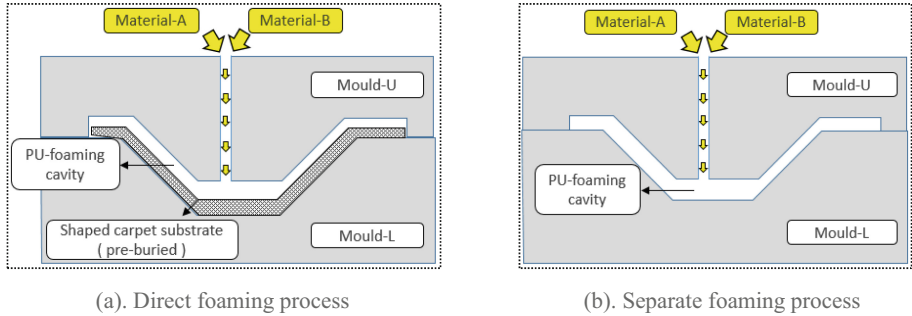 Material-A
Material-B
Mould-U
PU-foaming
cavity
Shaped carpet substrate
( pre-buried )
Mould-L
(a). Direct foaming process
Material-A
Material-B
Mould-U
PU-foaming
cavity
Mould-L
(b). Separate foaming process